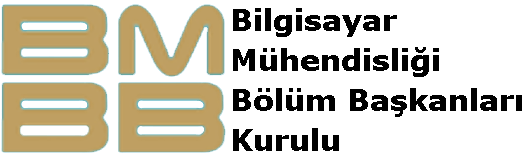 BM
BB
Bilgisayar
Mühendisliği
Bölüm Başkanları
Kurulu